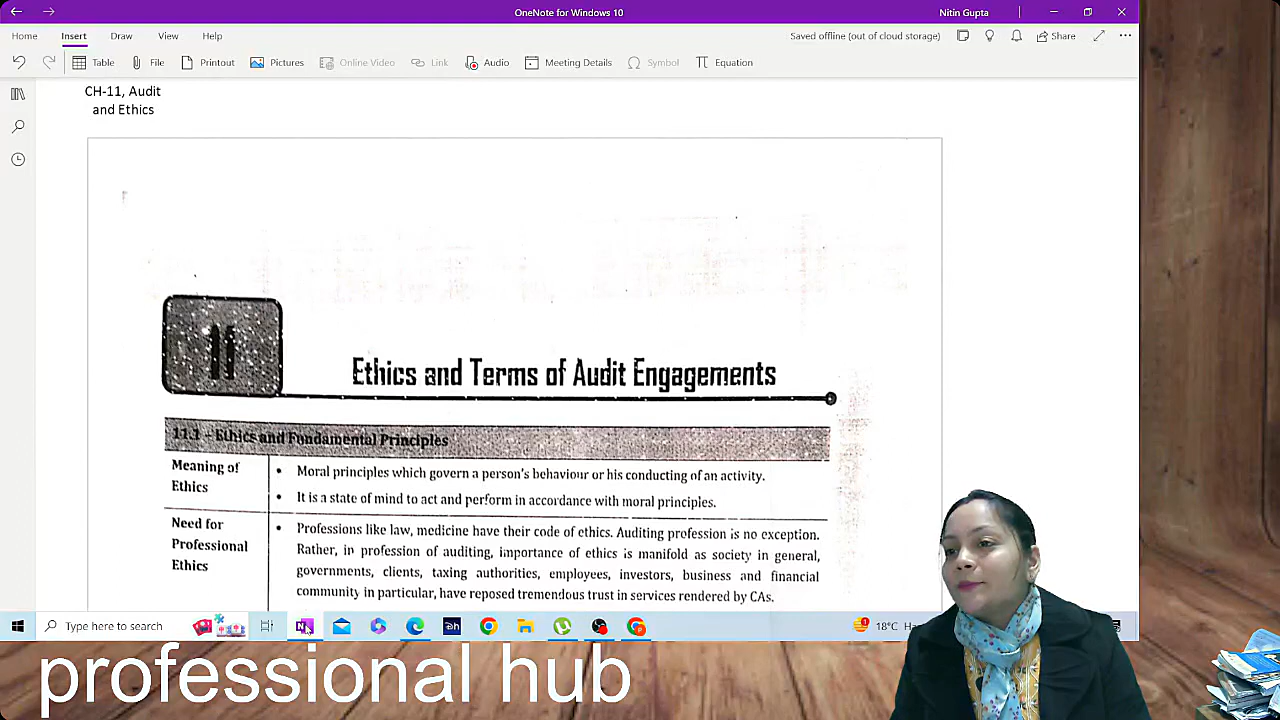 OneNote for Windows 10
Nitin Gupta
Home Insert Draw View Help
Saved offline (out of cloud storage)
Share
Table File Printout Pictures Online Video Link Audio Meeting Details Symbol Equation
CH-11, Audit
and Ethics
11
Ethics and Terms of Audit Engagements
11.1 – Ethics and Fundamental Principles
Meaning of
Ethics
• Moral principles which govern a person's behaviour or his conducting of an activity.
• It is a state of mind to act and perform in accordance with moral principles.
Need for
Professional
Ethics
• Professions like law, medicine have their code of ethics. Auditing profession is no exception.
Rather, in profession of auditing, importance of ethics is manifold as society in general,
governments, clients, taxing authorities, employees, investors, business and financial
community in particular, have reposed tremendous trust in services rendered by CAs.
Type here to search
18°C
professional hub